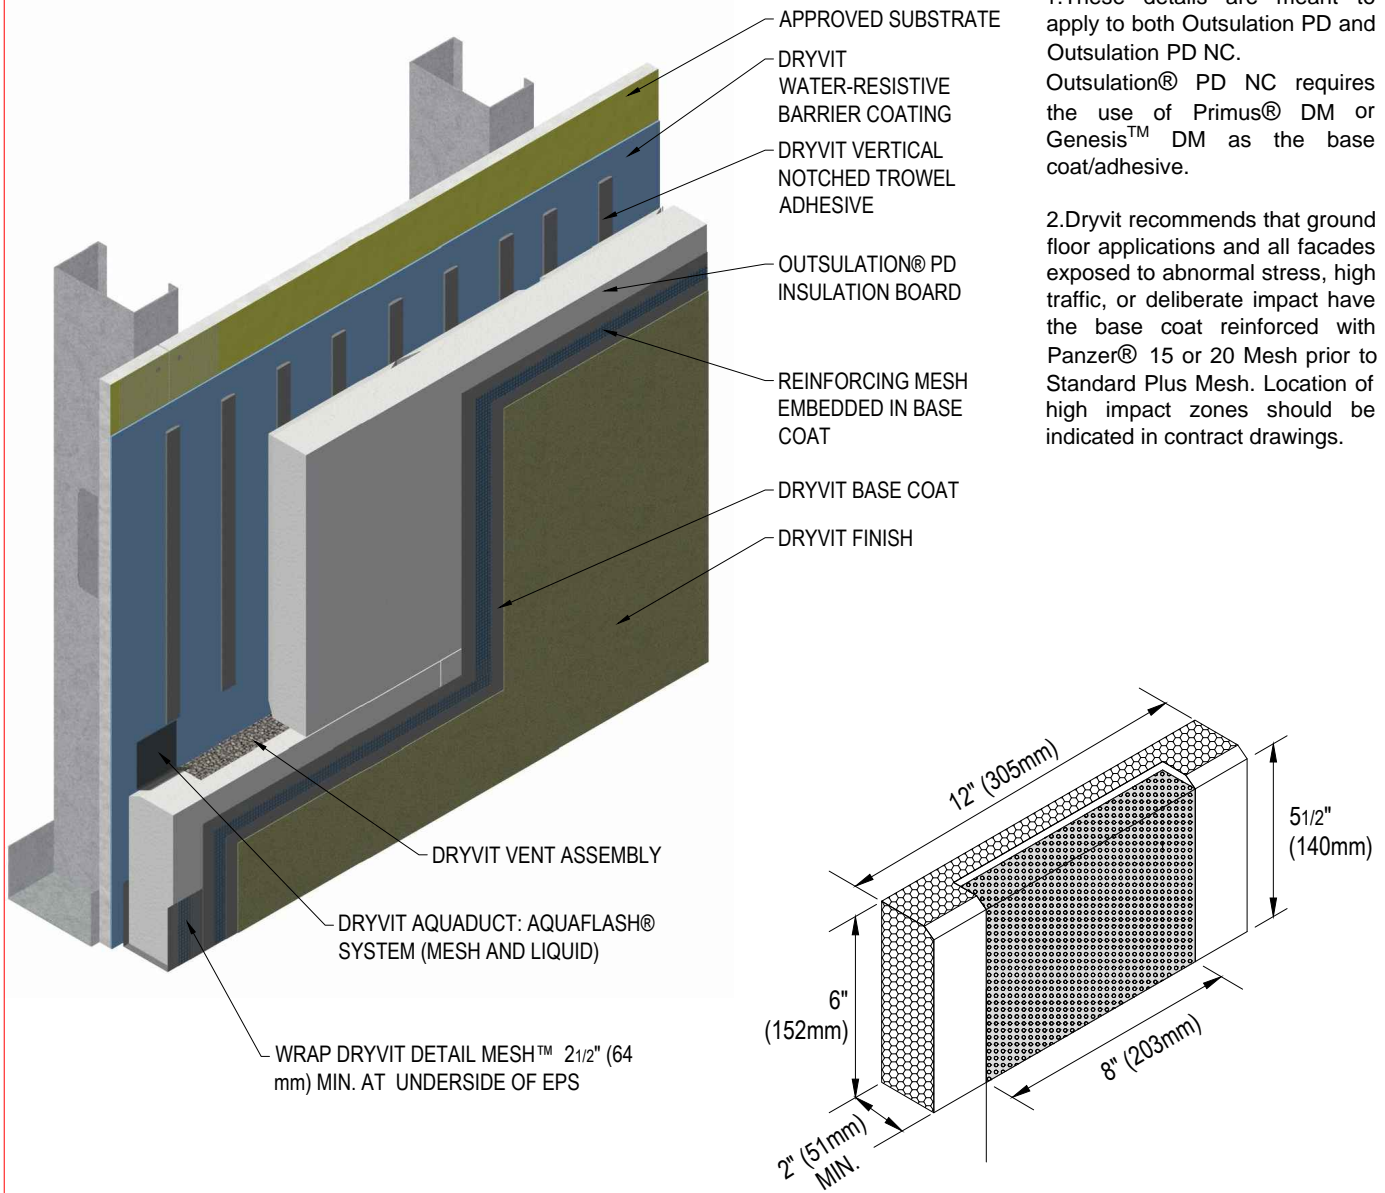 APPROVED SUBSTRATE
DRYVIT
WATER-RESISTIVE
BARRIER COATING
DRYVIT VERTICAL
NOTCHED TROWEL
ADHESIVE
OUTSULATION® PD
INSULATION BOARD
REINFORCING MESH
EMBEDDED IN BASE
COAT
DRYVIT BASE COAT
DRYVIT FINISH
DRYVIT VENT ASSEMBLY
DRYVIT AQUADUCT: AQUAFLASH®
SYSTEM (MESH AND LIQUID)
WRAP DRYVIT DETAIL MESH™ 21/2" (64
mm) MIN. AT UNDERSIDE OF EPS
1.These details are meant to
apply to both Outsulation PD and
Outsulation PD NC.
Outsulation® PD NC requires
the use of Primus® DM or
Genesis™ DM as the base
coat/adhesive.
2.Dryvit recommends that ground
floor applications and all facades
exposed to abnormal stress, high
traffic, or deliberate impact have
the base coat reinforced with
Panzer® 15 or 20 Mesh prior to
Standard Plus Mesh. Location of
high impact zones should be
indicated in contract drawings.
12" (305mm)
51/2"
(140mm)
6"
(152mm)
8" (203mm)
2" (51mm)
MIN.